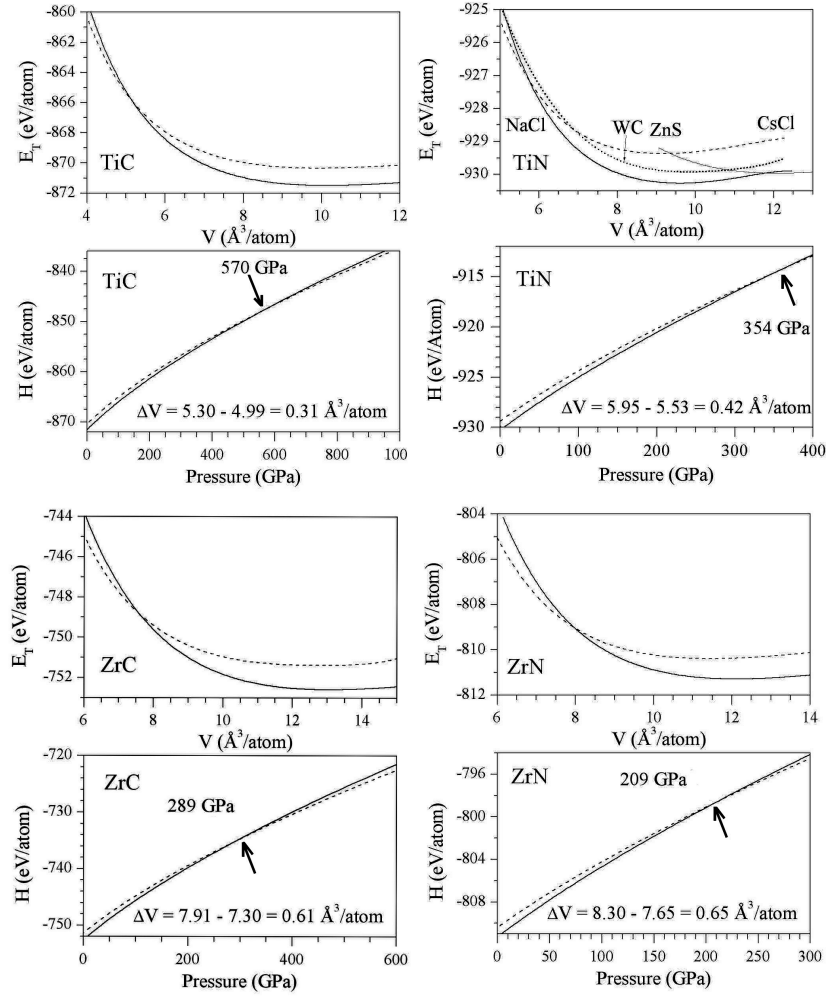 -860
-862
-864
-866
-868
-870
-872
E_T (eV/atom)
TiC
4 6 8 10 12
V (Å³/atom)
-925
-926
-927
-928
-929
-930
E_T (eV/atom)
NaCl
WC
ZnS
CsCl
TiN
6 8 10 12
V (Å³/atom)
-840
-850
-860
-870
H (eV/atom)
TiC
570 GPa
ΔV = 5.30 - 4.99 = 0.31 Å³/atom
0 200 400 600 800 100
Pressure (GPa)
-915
-920
-925
-930
H (eV/Atom)
TiN
354 GPa
ΔV = 5.95 - 5.53 = 0.42 Å³/atom
0 100 200 300 400
Pressure (GPa)
-744
-746
-748
-750
-752
E_T (eV/atom)
ZrC
6 8 10 12 14
V (Å³/atom)
-804
-806
-808
-810
-812
E_T (eV/atom)
ZrN
6 8 10 12 14
V (Å³/atom)
-720
-730
-740
-750
H (eV/atom)
ZrC
289 GPa
ΔV = 7.91 - 7.30 = 0.61 Å³/atom
0 200 400 600
Pressure (GPa)
-796
-800
-804
-808
H (eV/atom)
ZrN
209 GPa
ΔV = 8.30 - 7.65 = 0.65 Å³/atom
0 50 100 150 200 250 300
Pressure (GPa)